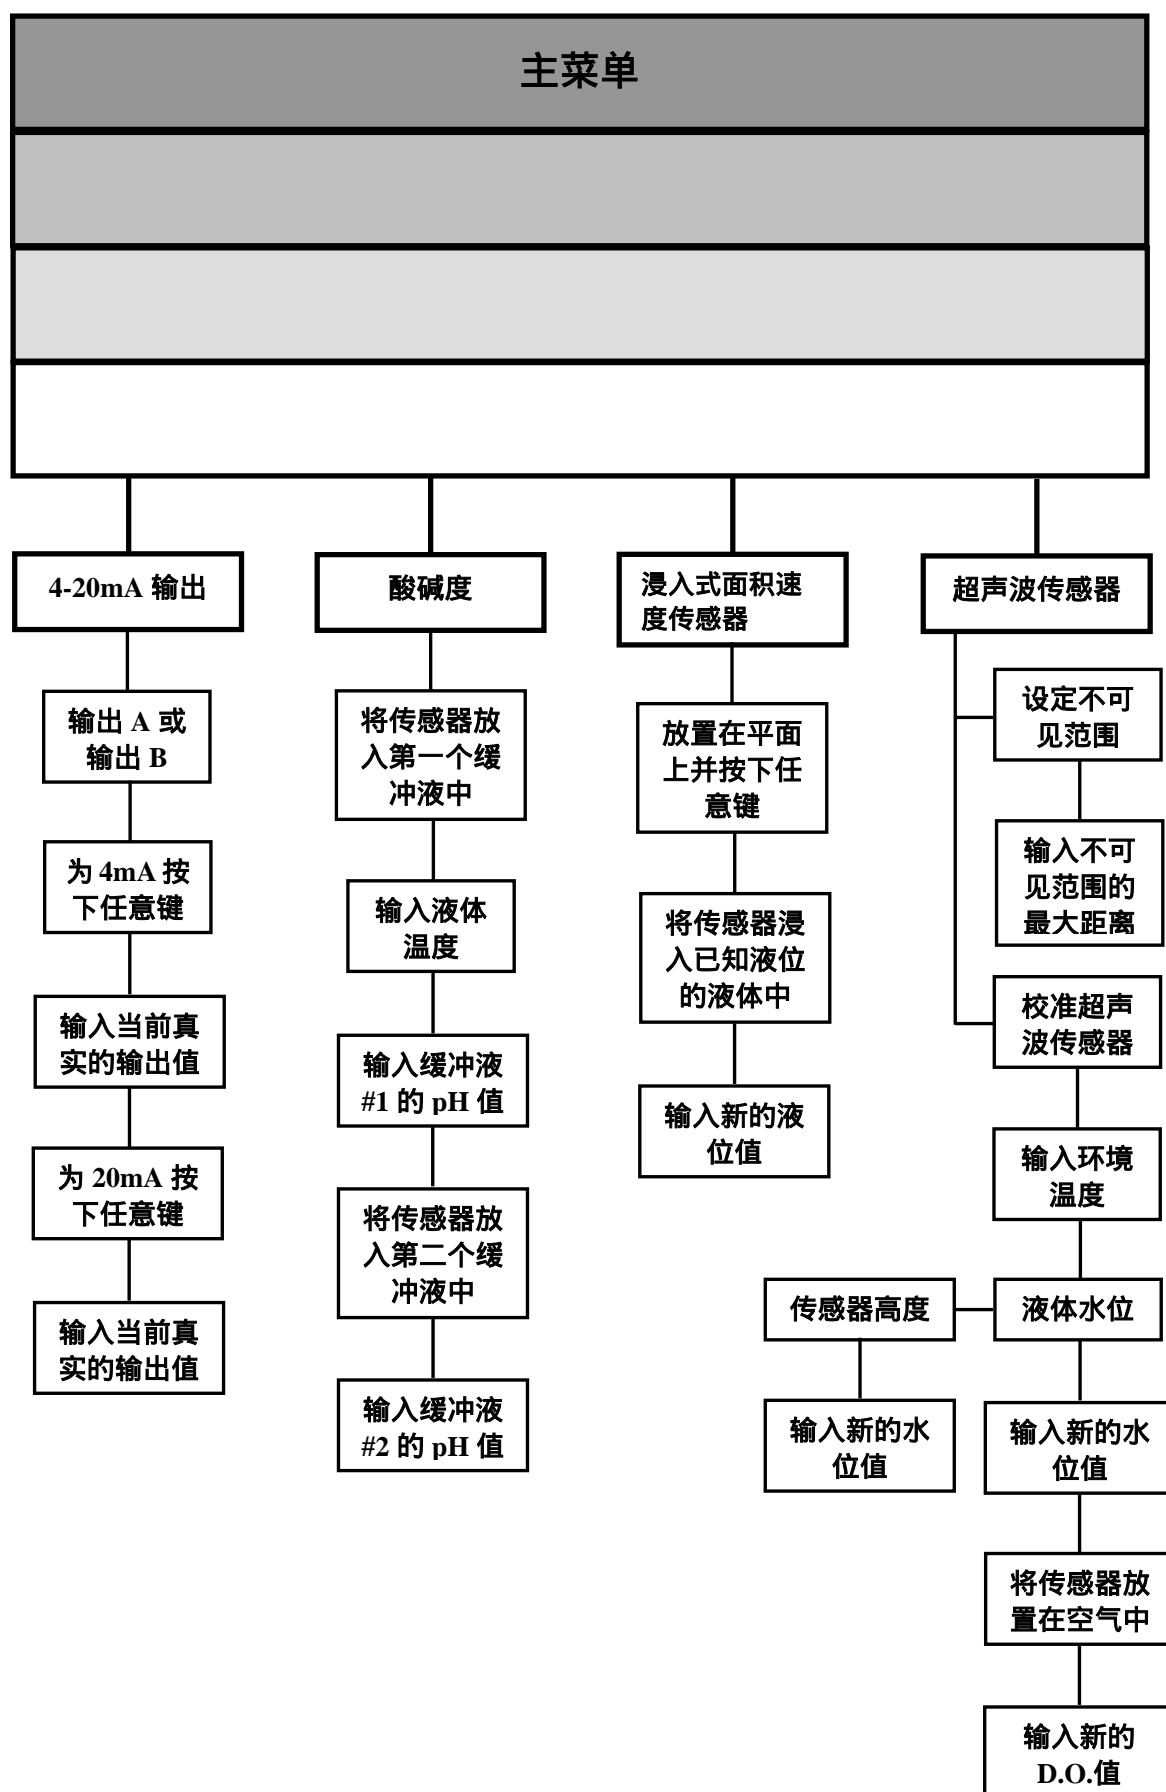 主菜单
4-20mA 输出
输出 A 或
输出 B
为 4mA 按
下任意键
输入当前真
实的输出值
为 20mA 按
下任意键
输入当前真
实的输出值
酸碱度
将传感器放
入第一个缓
冲液中
输入液体
温度
输入缓冲液
#1 的 pH 值
将传感器放
入第二个缓
冲液中
输入缓冲液
#2 的 pH 值
浸入式面积速
度传感器
放置在平面
上并按下任
意键
将传感器浸
入已知液位
的液体中
输入新的液
位值
超声波传感器
设定不可
见范围
输入不可
见范围的
最大距离
校准超声
波传感器
输入环境
温度
传感器高度
液体水位
输入新的水
位值
输入新的水
位值
将传感器放
置在空气中
输入新的
D.O.值